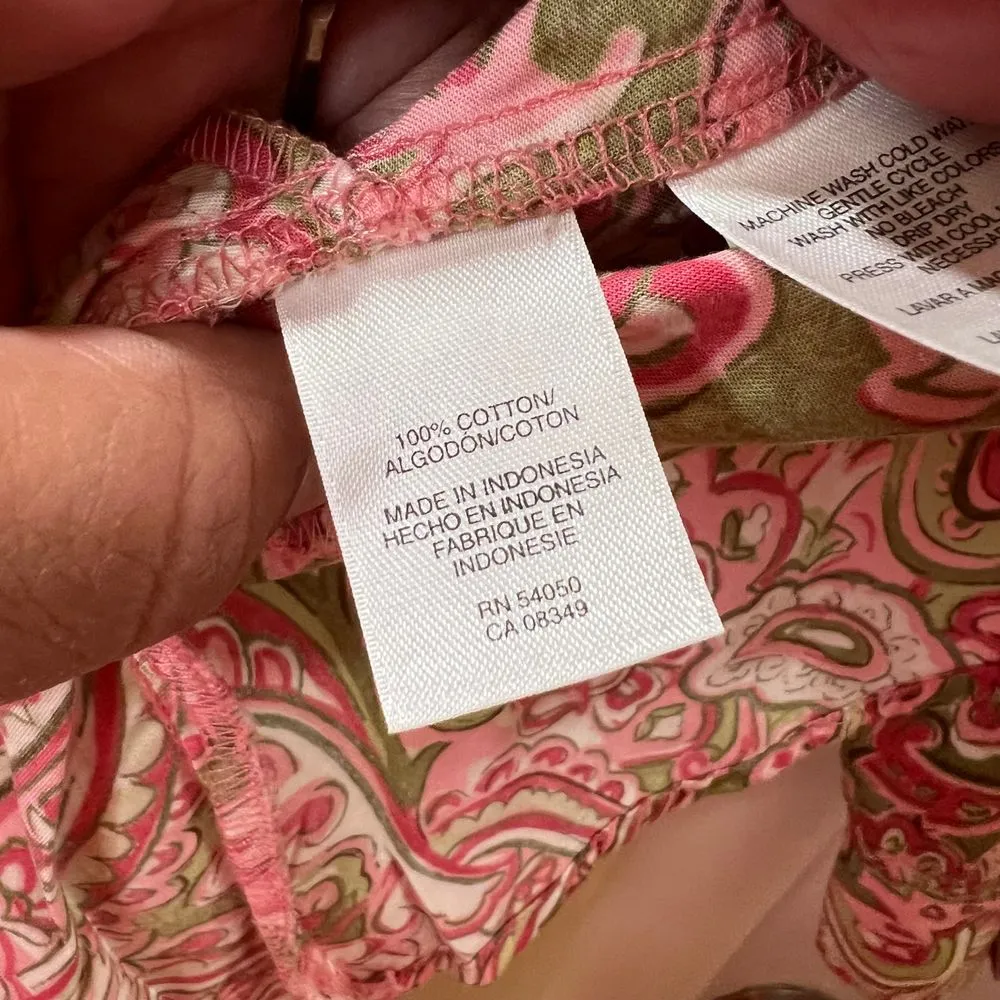 100% COTTON/
ALGODÓN/COTON
MADE IN INDONESIA
HECHO EN INDONESIA
FABRIQUE EN
INDONESIE
RN 54050
CA 08349
MACHINE WASH COLD
GENTLE CYCLE
WASH WITH LIKE COLORS
NO BLEACH
DRIP DRY
PRESS WITH COOL
LAVAR A